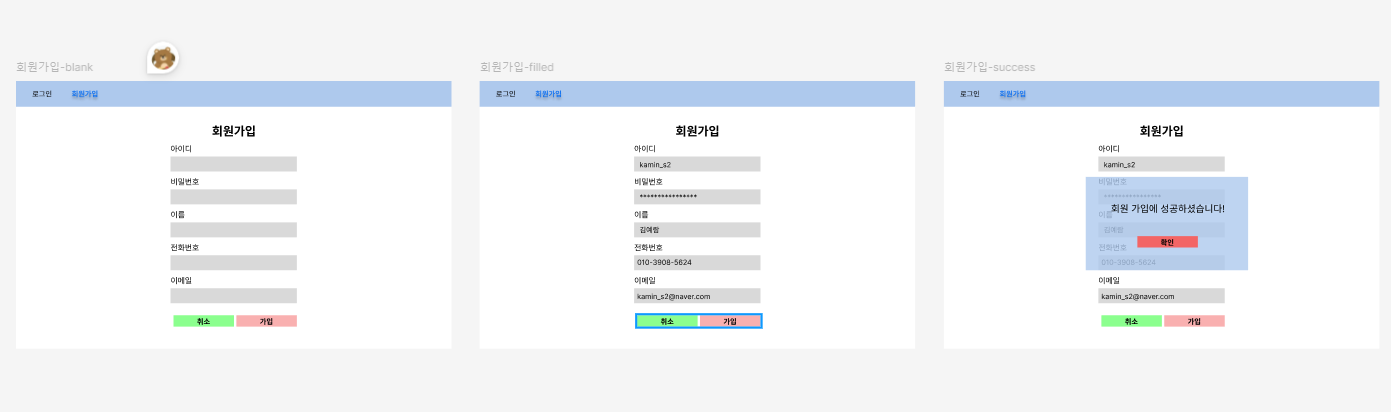 회원가입-blank
로그인 회원가입
회원가입
아이디
비밀번호
이름
전화번호
이메일
취소 가입
회원가입-filled
로그인 회원가입
회원가입
아이디
kamin_s2
비밀번호
****************
이름
김예람
전화번호
010-3908-5624
이메일
kamin_s2@naver.com
취소 가입
회원가입-success
로그인 회원가입
회원가입
아이디
kamin_s2
비밀번호
****************
이름
회원 가입에 성공하셨습니다!
김예람
확인
전화번호
010-3908-5624
이메일
kamin_s2@naver.com
취소 가입